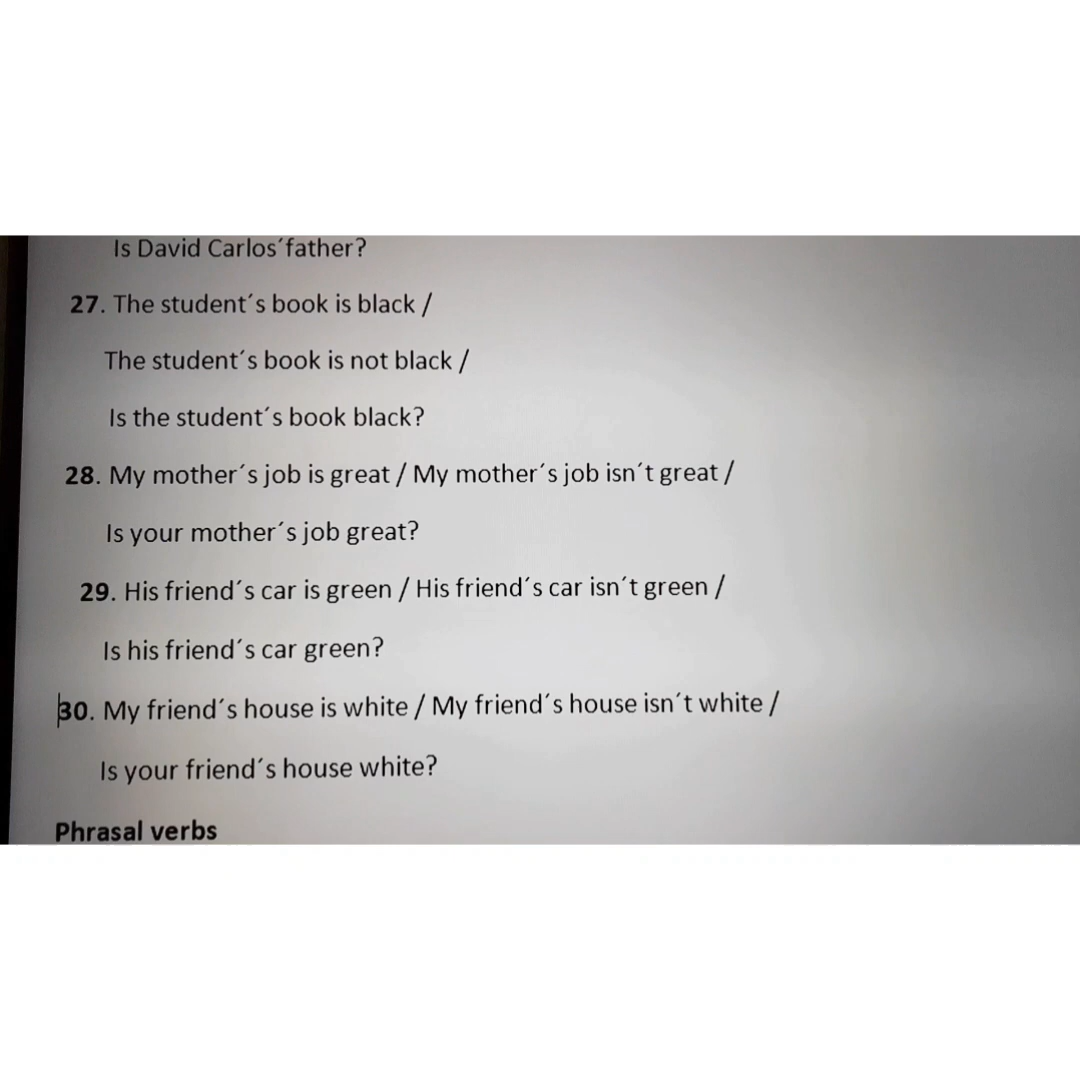 Is David Carlos´father?
27. The student´s book is black /
The student´s book is not black /
Is the student´s book black?
28. My mother´s job is great / My mother´s job isn´t great /
Is your mother´s job great?
29. His friend´s car is green / His friend´s car isn´t green /
Is his friend´s car green?
30. My friend´s house is white / My friend´s house isn´t white /
Is your friend´s house white?
Phrasal verbs